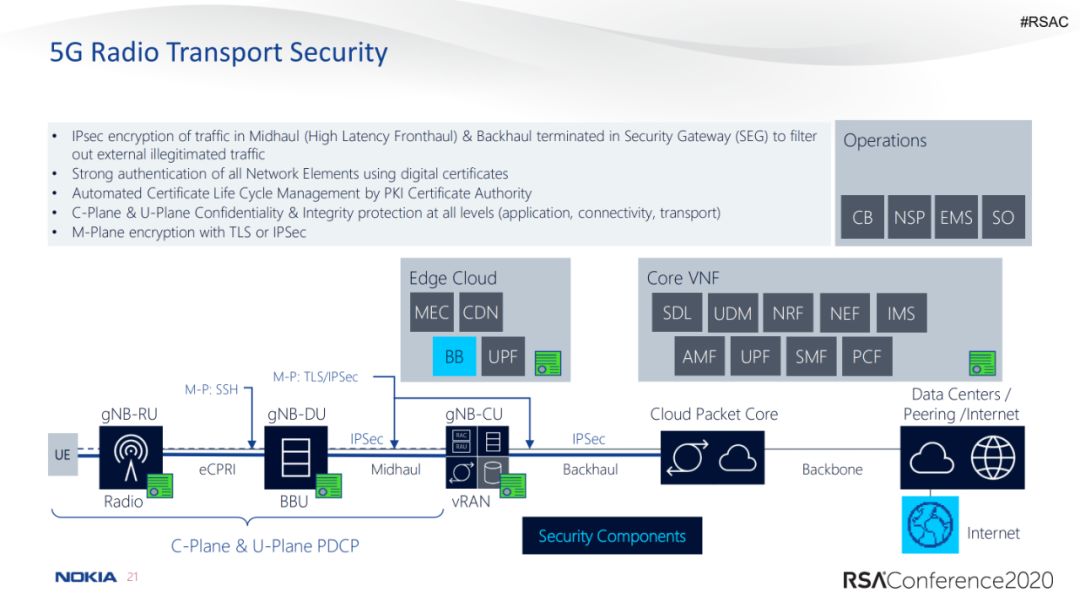 #RSAC
5G Radio Transport Security
• IPsec encryption of traffic in Midhaul (High Latency Fronthaul) & Backhaul terminated in Security Gateway (SEG) to filter
out external illegitimated traffic
• Strong authentication of all Network Elements using digital certificates
• Automated Certificate Life Cycle Management by PKI Certificate Authority
• C-Plane & U-Plane Confidentiality & Integrity protection at all levels (application, connectivity, transport)
• M-Plane encryption with TLS or IPSec
Operations
CB NSP EMS SO
Edge Cloud
MEC CDN
BB UPF
Core VNF
SDL UDM NRF NEF IMS
AMF UPF SMF PCF
M-P: SSH
M-P: TLS/IPSec
UE
gNB-RU
Radio
eCPRI
gNB-DU
BBU
IPSec
Midhaul
gNB-CU
RAC
RAU
vRAN
IPSec
Backhaul
Cloud Packet Core
Backbone
Data Centers /
Peering /Internet
Internet
C-Plane & U-Plane PDCP
Security Components
NOKIA 21
RSAConference2020